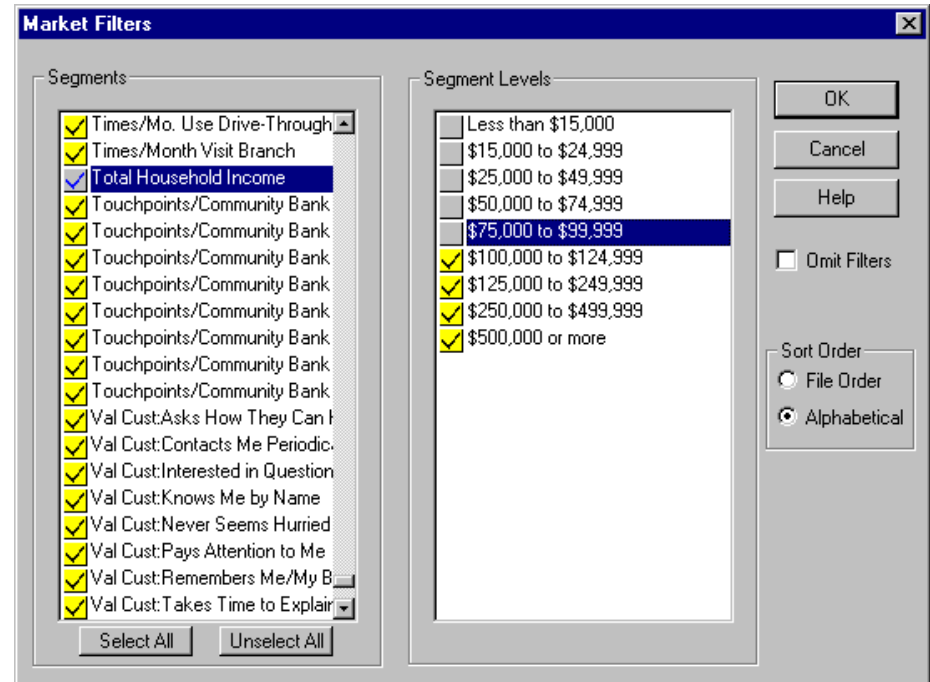 Market Filters
Segments
Times/Mo. Use Drive-Through
Times/Month Visit Branch
Total Household Income
Touchpoints/Community Bank
Touchpoints/Community Bank
Touchpoints/Community Bank
Touchpoints/Community Bank
Touchpoints/Community Bank
Touchpoints/Community Bank
Touchpoints/Community Bank
Touchpoints/Community Bank
Val Cust:Asks How They Can
Val Cust:Contacts Me Periodic
Val Cust:Interested in Question
Val Cust:Knows Me by Name
Val Cust:Never Seems Hurried
Val Cust:Pays Attention to Me
Val Cust:Remembers Me/My B
Val Cust:Takes Time to Explain
Select All
Unselect All
Segment Levels
Less than $15,000
$15,000 to $24,999
$25,000 to $49,999
$50,000 to $74,999
$75,000 to $99,999
$100,000 to $124,999
$125,000 to $249,999
$250,000 to $499,999
$500,000 or more
OK
Cancel
Help
Omit Filters
Sort Order
File Order
Alphabetical